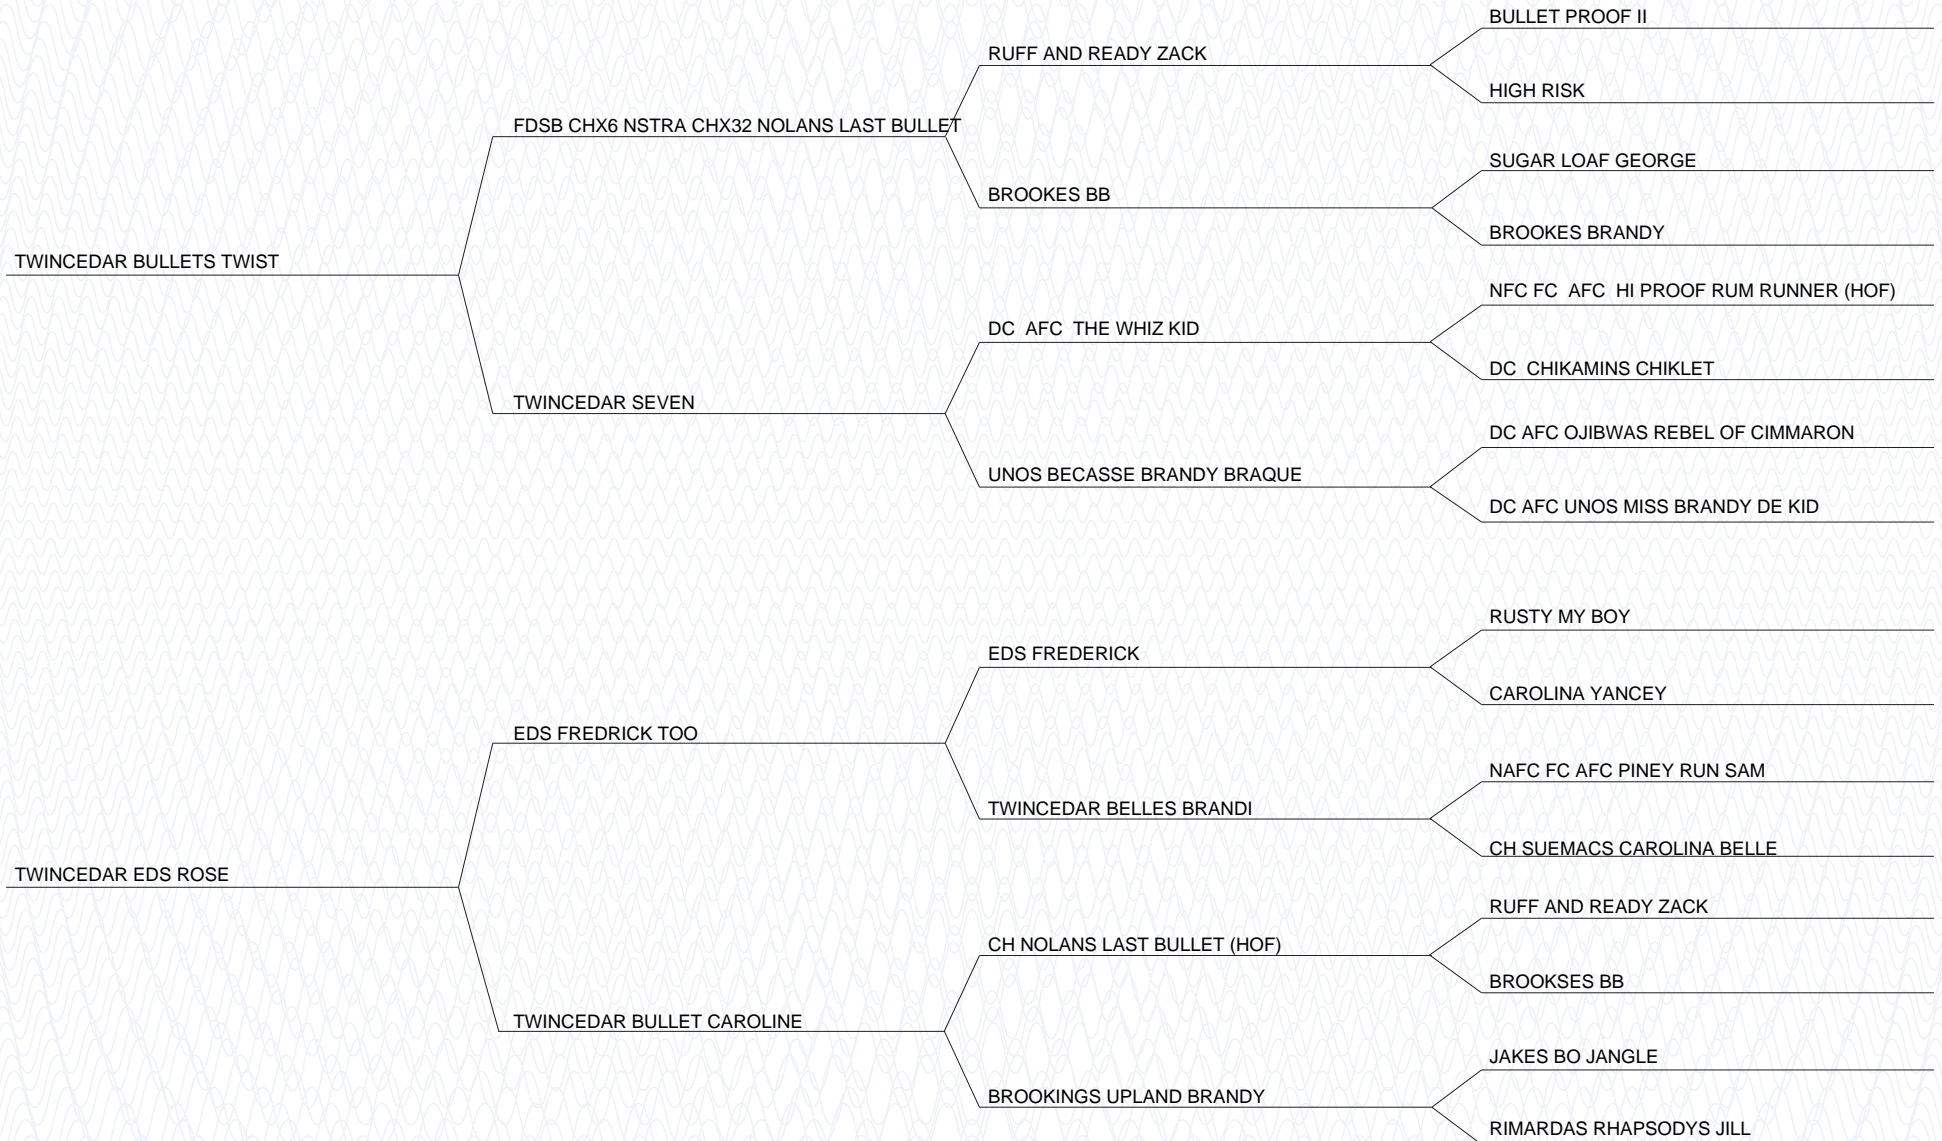 BULLET PROOF II
RUFF AND READY ZACK
HIGH RISK
FDSB CHX6 NSTRA CHX32 NOLANS LAST BULLET
SUGAR LOAF GEORGE
BROOKES BB
BROOKES BRANDY
TWINCEDAR BULLETS TWIST
NFC FC  AFC  HI PROOF RUM RUNNER (HOF)
DC  AFC  THE WHIZ KID
DC  CHIKAMINS CHIKLET
TWINCEDAR SEVEN
DC AFC OJIBWAS REBEL OF CIMMARON
UNOS BECASSE BRANDY BRAQUE
DC AFC UNOS MISS BRANDY DE KID
RUSTY MY BOY
EDS FREDERICK
CAROLINA YANCEY
EDS FREDRICK TOO
NAFC FC AFC PINEY RUN SAM
TWINCEDAR BELLES BRANDI
CH SUEMACS CAROLINA BELLE
TWINCEDAR EDS ROSE
RUFF AND READY ZACK
CH NOLANS LAST BULLET (HOF)
BROOKSES BB
TWINCEDAR BULLET CAROLINE
JAKES BO JANGLE
BROOKINGS UPLAND BRANDY
RIMARDAS RHAPSODYS JILL